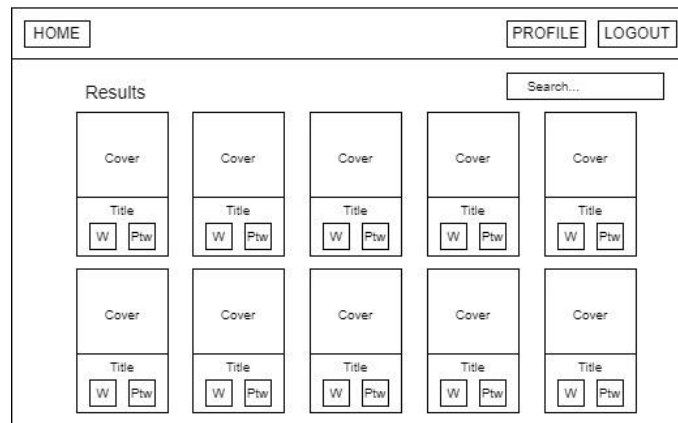 HOME PROFILE LOGOUT
Results Search...
Cover Cover Cover Cover Cover
Title Title Title Title Title
W Ptw W Ptw W Ptw W Ptw W Ptw
Cover Cover Cover Cover Cover
Title Title Title Title Title
W Ptw W Ptw W Ptw W Ptw W Ptw